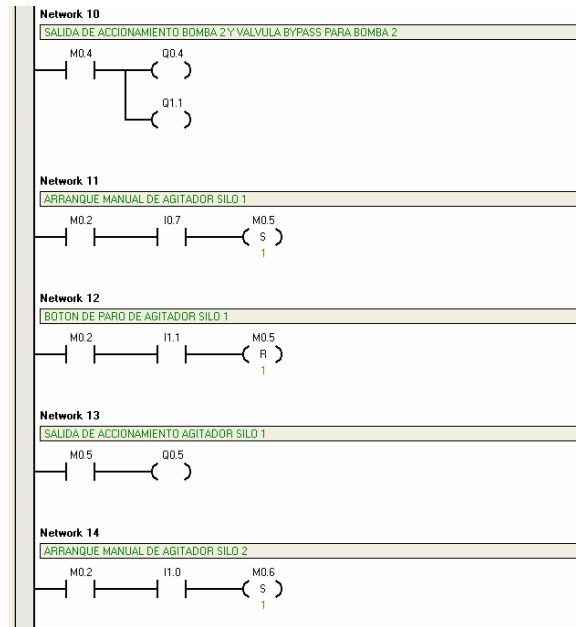 Network 10
SALIDA DE ACCIONAMIENTO BOMBA 2 Y VALVULA BYPASS PARA BOMBA 2
M0.4 Q0.4
Q1.1
Network 11
ARRANQUE MANUAL DE AGITADOR SILO 1
M0.2 I0.7 M0.5
S
1
Network 12
BOTON DE PARO DE AGITADOR SILO 1
M0.2 I1.1 M0.5
R
1
Network 13
SALIDA DE ACCIONAMIENTO AGITADOR SILO 1
M0.5 Q0.5
Network 14
ARRANQUE MANUAL DE AGITADOR SILO 2
M0.2 I1.0 M0.6
S
1